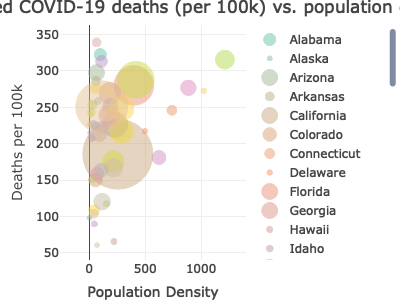 ed COVID-19 deaths (per 100k) vs. population
350
300
250
200
150
100
50
0
500
1000
Deaths per 100k
Population Density
Alabama
Alaska
Arizona
Arkansas
California
Colorado
Connecticut
Delaware
Florida
Georgia
Hawaii
Idaho